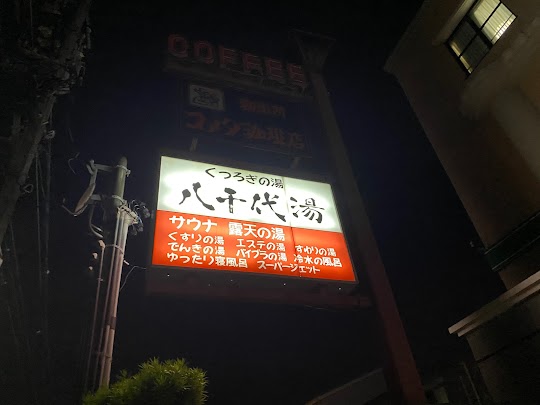 COFFEE
コメダ珈琲店
くつろぎの湯
八千代湯
サウナ 露天の湯
くすりの湯 エステの湯 すわりの湯
でんきの湯 バイブラの湯 冷水の風呂
ゆったり寝風呂 スーパージェット